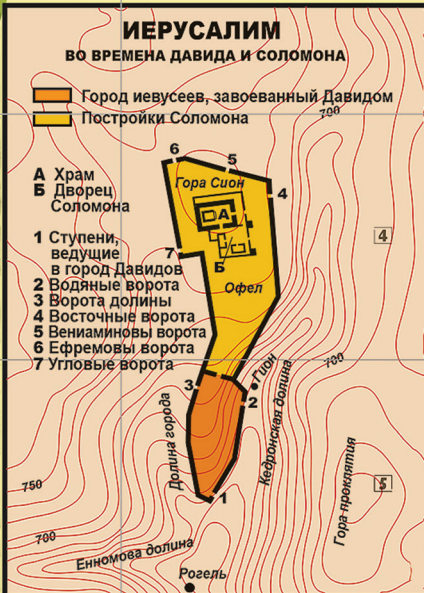 ИЕРУСАЛИМ
ВО ВРЕМЕНА ДАВИДА И СОЛОМОНА
Город иевусеев, завоеванный Давидом
Постройки Соломона
700
А Храм
Б Дворец
Соломона
1 Ступени,
ведущие
в город Давидов
2 Водяные ворота
3 Ворота долины
4 Восточные ворота
5 Вениаминовы ворота
6 Ефремовы ворота
7 Угловые ворота
6
5
Гора Сион
4
А
4
7
Б
Офел
700
Гион
3
2
Долина города
Кедронская долина
Гора проклятия
5
750
1
700
Енномова долина
Рогель